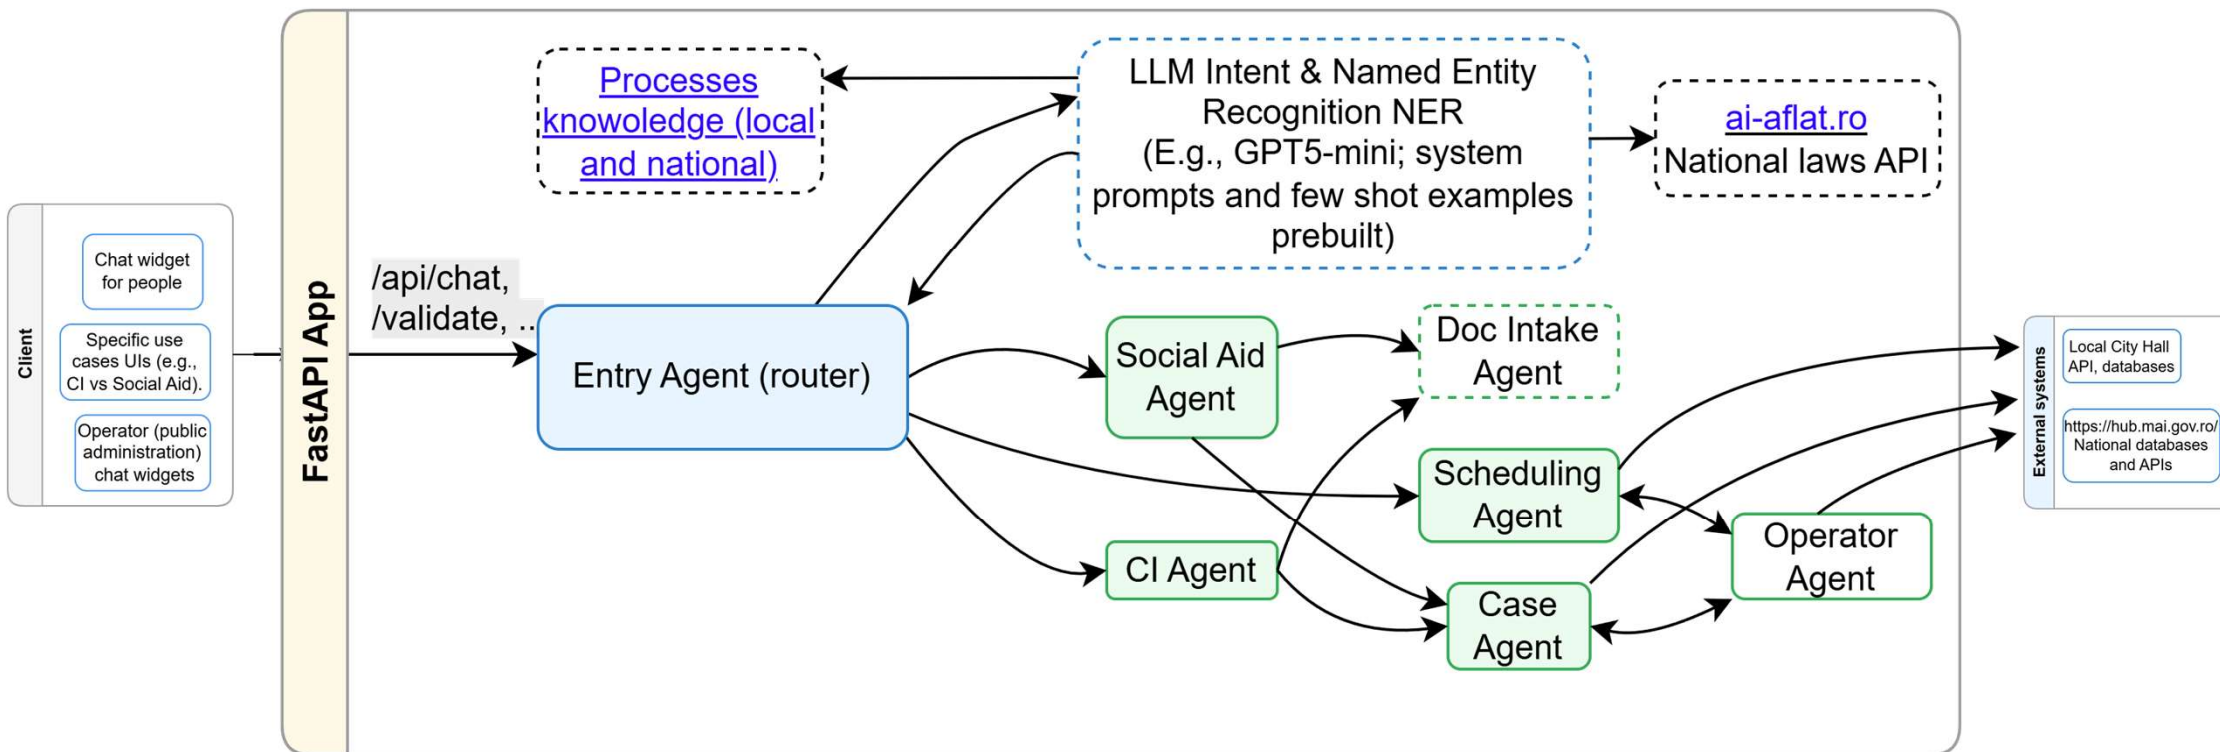 Client
Chat widget
for people
Specific use
cases UIs (e.g.,
CI vs Social Aid).
Operator (public
administration)
chat widgets
FastAPI App
/api/chat,
/validate, ..
Entry Agent (router)
Processes
knowoledge (local
and national)
LLM Intent & Named Entity
Recognition NER
(E.g., GPT5-mini; system
prompts and few shot examples
prebuilt)
ai-aflat.ro
National laws API
Social Aid
Agent
Doc Intake
Agent
Scheduling
Agent
CI Agent
Case
Agent
Operator
Agent
External systems
Local City Hall
API, databases
https://hub.mai.gov.ro/
National databases
and APIs